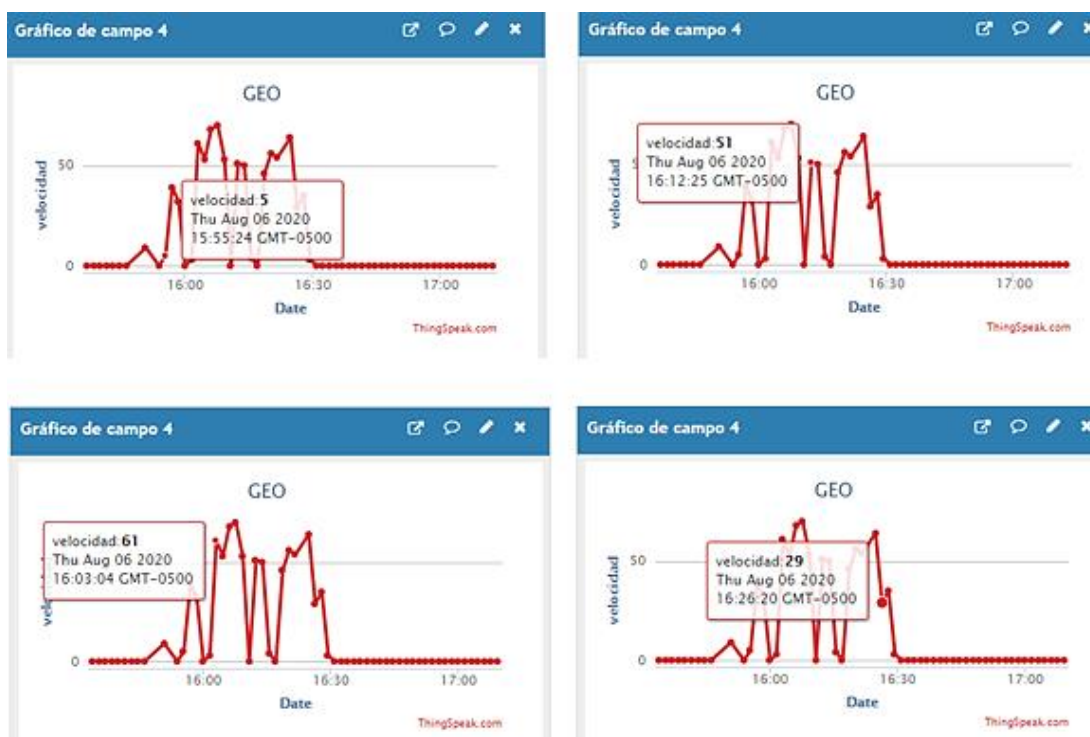 Gráfico de campo 4
GEO
velocidad
50
0
velocidad:5
Thu Aug 06 2020
15:55:24 GMT-0500
16:00
16:30
17:00
Date
ThingSpeak.com
Gráfico de campo 4
GEO
velocidad
velocidad:51
Thu Aug 06 2020
16:12:25 GMT-0500
0
16:00
16:30
17:00
Date
ThingSpeak.com
Gráfico de campo 4
GEO
velocidad:61
Thu Aug 06 2020
16:03:04 GMT-0500
0
16:00
16:30
17:00
Date
ThingSpeak.com
Gráfico de campo 4
GEO
velocidad
50
0
velocidad:29
Thu Aug 06 2020
16:26:20 GMT-0500
16:00
16:30
17:00
Date
ThingSpeak.com